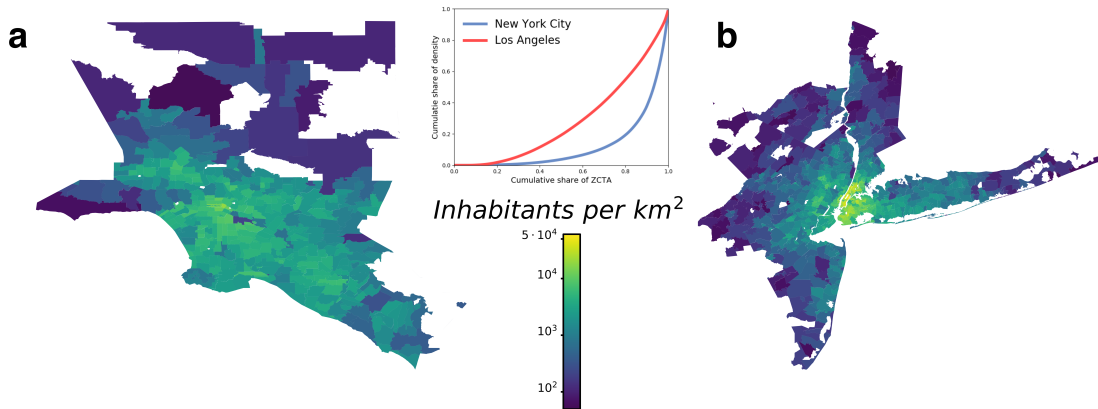 a
b
1.0
0.8
0.6
0.4
0.2
0.0
Cumulatie share of density
New York City
Los Angeles
0.0 0.2 0.4 0.6 0.8 1.0
Cumulative share of ZCTA
Inhabitants per km²
5 · 10⁴
10⁴
10³
10²